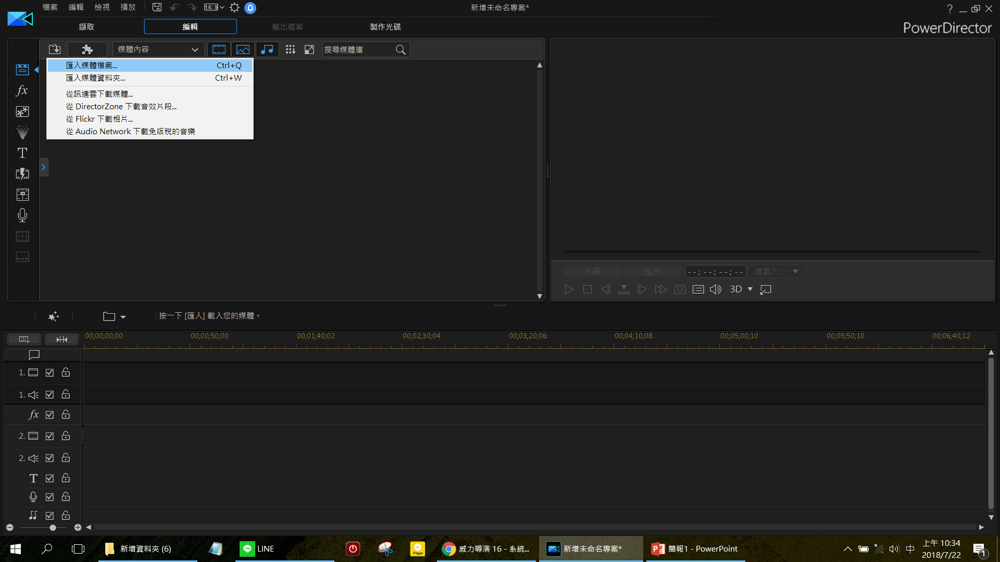 檔案 編輯 檢視 播放 16:9 新增未命名專案* ?
擷取 編輯 輸出檔案 製作光碟 PowerDirector
媒體內容 搜尋媒體庫
匯入媒體檔案... Ctrl+Q
匯入媒體資料夾... Ctrl+W
從訊連雲下載媒體...
從 DirectorZone 下載音效片段...
從 Flickr 下載相片...
從 Audio Network 下載免版稅的音樂
fx
T
1 2 3
片段 全片 --;--;--;-- 適當大小
3D
按一下 [匯入] 載入您的媒體。
00;00;00;00 00;00;50;00 00;01;40;02 00;02;30;04 00;03;20;06 00;04;10;08 00;05;00;10 00;05;50;10 00;06;40;12
1.
1.
fx
2.
2.
T
新增資料夾 (6) LINE LINE Player 威力導演 16 - 系統... 新增未命名專案* 簡報1 - PowerPoint 中 上午 10:34
2018/7/22 1